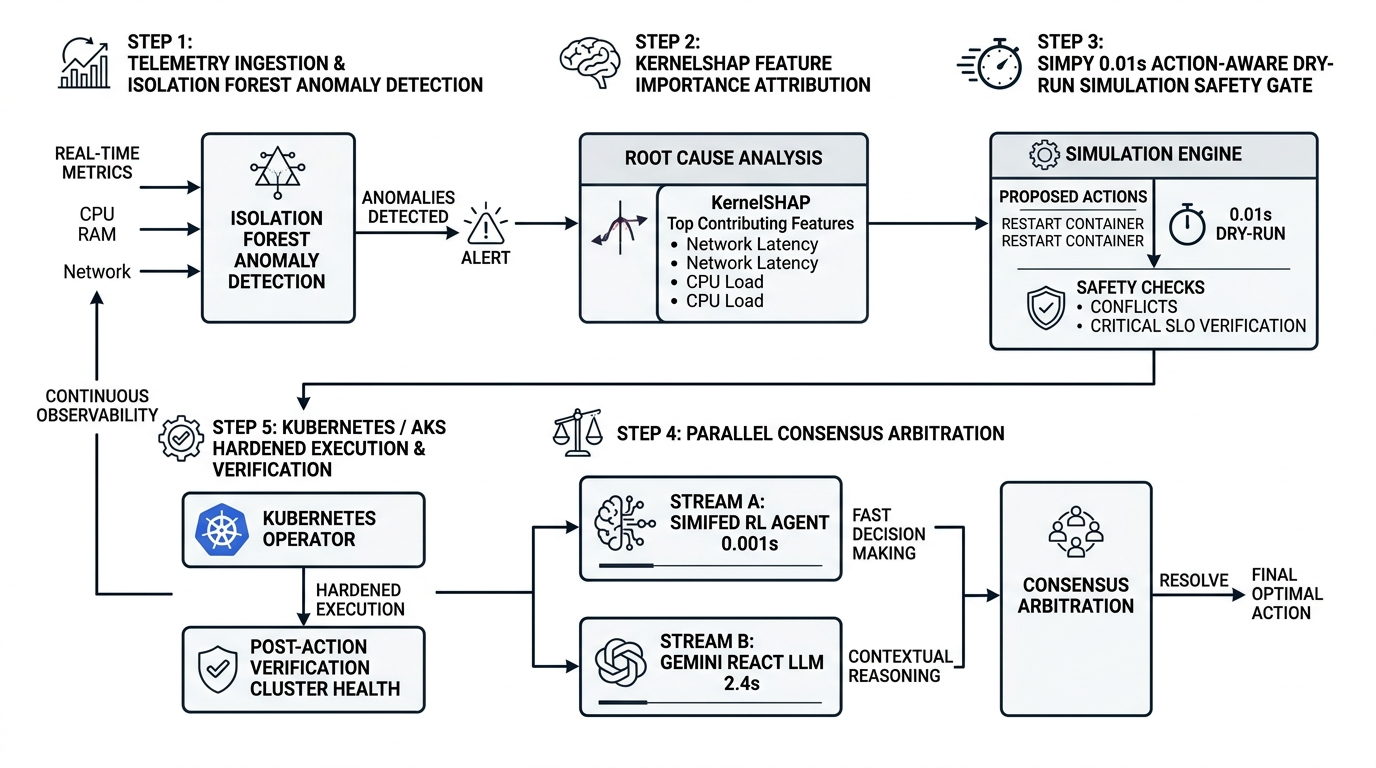 STEP 1:
TELEMETRY INGESTION &
ISOLATION FOREST ANOMALY DETECTION
STEP 2:
KERNELSHAP FEATURE
IMPORTANCE ATTRIBUTION
STEP 3:
SIMPY 0.01s ACTION-AWARE DRY-
RUN SIMULATION SAFETY GATE
REAL-TIME
METRICS
CPU
RAM
Network
ISOLATION
FOREST
ANOMALY
DETECTION
ANOMALIES
DETECTED
ALERT
ROOT CAUSE ANALYSIS
KernelSHAP
Top Contributing Features
• Network Latency
• Network Latency
• CPU Load
• CPU Load
SIMULATION ENGINE
PROPOSED ACTIONS
RESTART CONTAINER
RESTART CONTAINER
0.01s
DRY-RUN
SAFETY CHECKS
• CONFLICTS
• CRITICAL SLO VERIFICATION
CONTINUOUS
OBSERVABILITY
STEP 5: KUBERNETES / AKS
HARDENED EXECUTION &
VERIFICATION
KUBERNETES
OPERATOR
HARDENED
EXECUTION
POST-ACTION
VERIFICATION
CLUSTER HEALTH
STEP 4: PARALLEL CONSENSUS ARBITRATION
STREAM A:
SIMIFED RL AGENT
0.001s
FAST
DECISION
MAKING
STREAM B:
GEMINI REACT LLM
2.4s
CONTEXTUAL
REASONING
CONSENSUS
ARBITRATION
RESOLVE
FINAL
OPTIMAL
ACTION